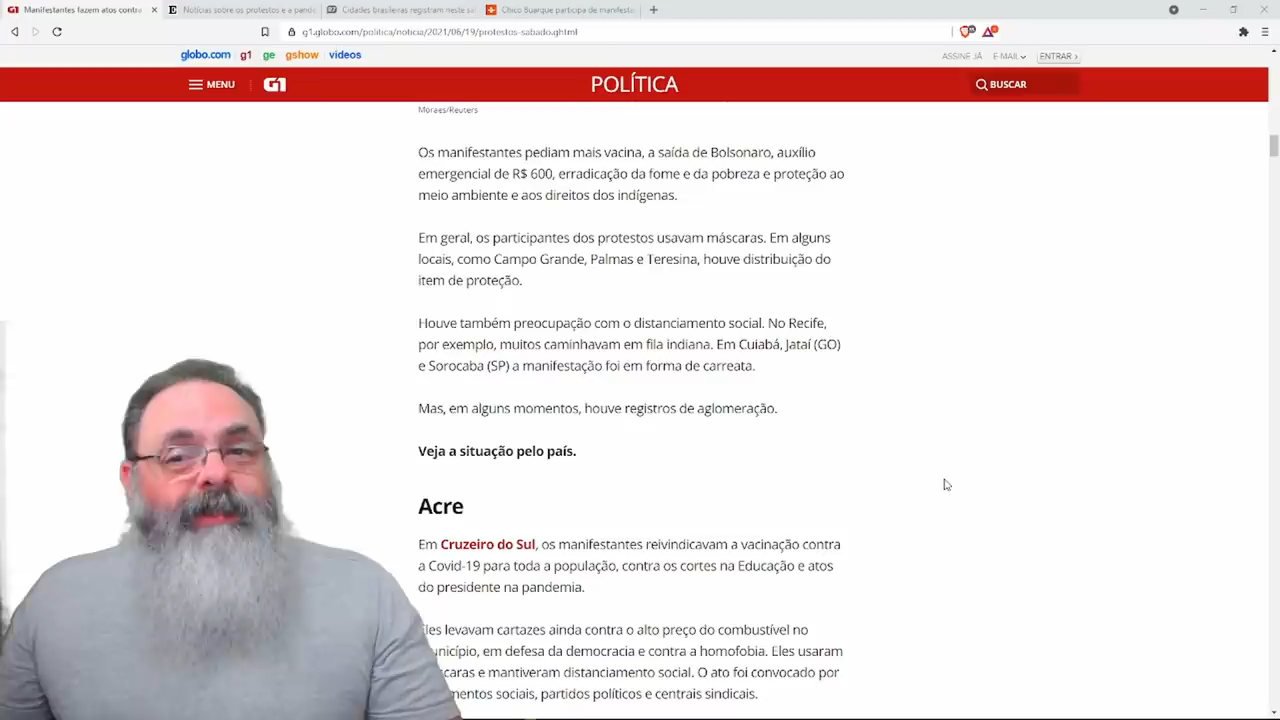 Manifestantes fazem atos contra
Notícias sobre os protestos e a pand
Cidades brasileiras registram neste sá
Chico Buarque participa de manifesta
g1.globo.com/politica/noticia/2021/06/19/protestos-sabado.ghtml
globo.com g1 ge gshow vídeos
ASSINE JÁ E-MAIL ENTRAR ›
MENU G1 POLÍTICA BUSCAR
Moraes/Reuters
Os manifestantes pediam mais vacina, a saída de Bolsonaro, auxílio
emergencial de R$ 600, erradicação da fome e da pobreza e proteção ao
meio ambiente e aos direitos dos indígenas.
Em geral, os participantes dos protestos usavam máscaras. Em alguns
locais, como Campo Grande, Palmas e Teresina, houve distribuição do
item de proteção.
Houve também preocupação com o distanciamento social. No Recife,
por exemplo, muitos caminhavam em fila indiana. Em Cuiabá, Jataí (GO)
e Sorocaba (SP) a manifestação foi em forma de carreata.
Mas, em alguns momentos, houve registros de aglomeração.
Veja a situação pelo país.
Acre
Em Cruzeiro do Sul, os manifestantes reivindicavam a vacinação contra
a Covid-19 para toda a população, contra os cortes na Educação e atos
do presidente na pandemia.
Eles levavam cartazes ainda contra o alto preço do combustível no
unicípio, em defesa da democracia e contra a homofobia. Eles usaram
scaras e mantiveram distanciamento social. O ato foi convocado por
mentos sociais, partidos políticos e centrais sindicais.